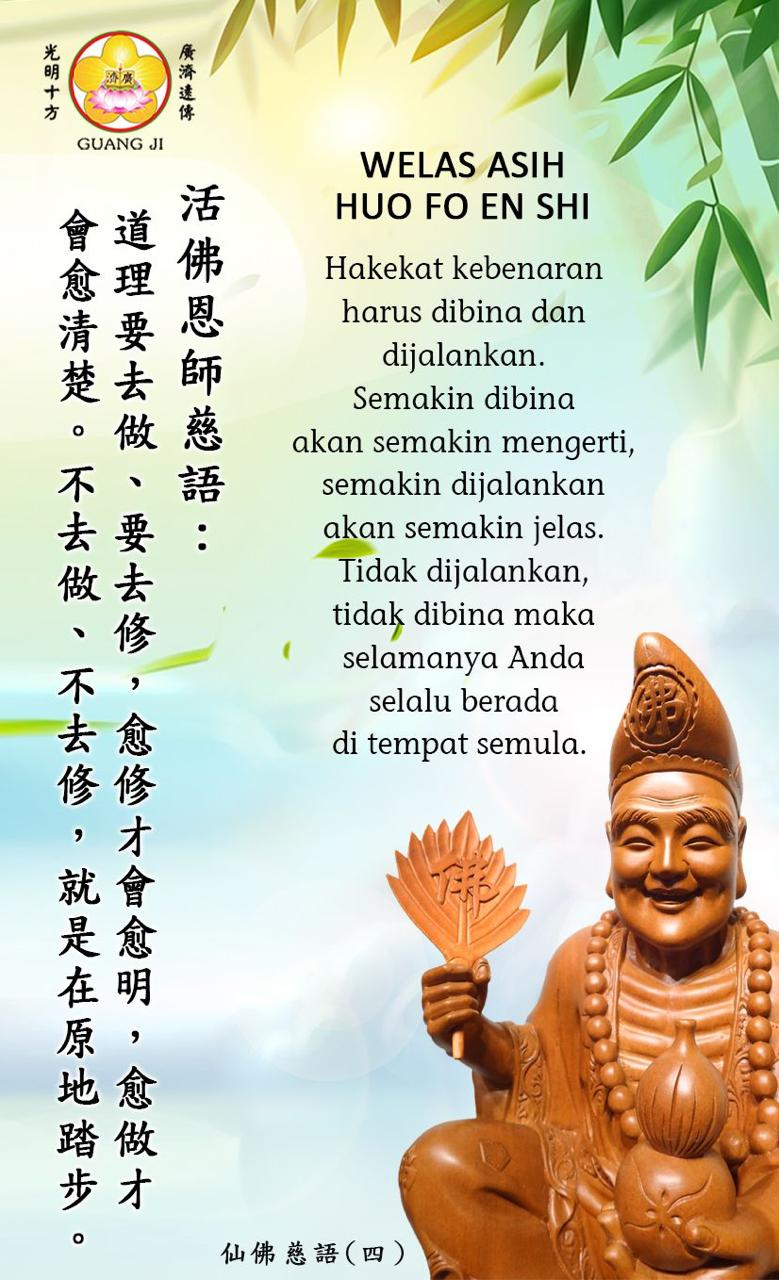 光明十方
廣濟
廣濟遠傳
GUANG JI
WELAS ASIH
HUO FO EN SHI
Hakekat kebenaran
harus dibina dan
dijalankan.
Semakin dibina
akan semakin mengerti,
semakin dijalankan
akan semakin jelas.
Tidak dijalankan,
tidak dibina maka
selamanya Anda
selalu berada
di tempat semula.
活佛恩師慈語：
道理要去做、要去修，愈修才會愈明，愈做才
會愈清楚。不去做、不去修，就是在原地踏步。
佛
佛
仙佛慈語（四）